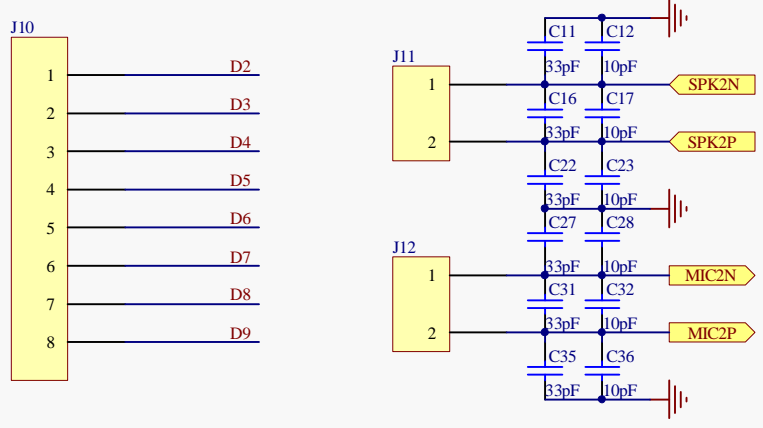 J10
1 D2
2 D3
3 D4
4 D5
5 D6
6 D7
7 D8
8 D9
J11
1
2
C11 C12
33pF 10pF
SPK2N
C16 C17
33pF 10pF
SPK2P
C22 C23
33pF 10pF
C27 C28
J12
1
2
33pF 10pF
MIC2N
C31 C32
33pF 10pF
MIC2P
C35 C36
33pF 10pF